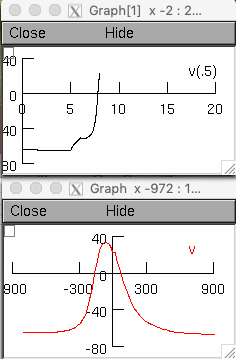 Graph[1] x -2 : 2...
Close Hide
40
v(.5)
0 5 10 15 20
40
80
Graph x -972 : 1...
Close Hide
40
v
900 -300 0 300 900
-40
-80